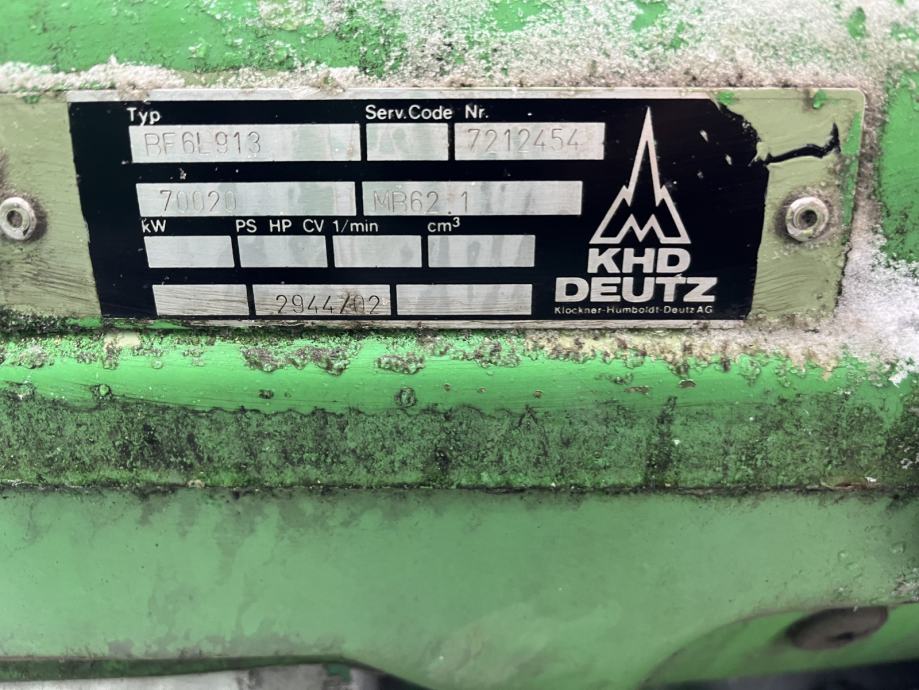 Typ Serv.Code Nr.
BF6L913 7212454
70020 MB62 1
kW PS HP CV 1/min cm³
2944/02
KHD
DEUTZ
Klockner-Humboldt-Deutz AG